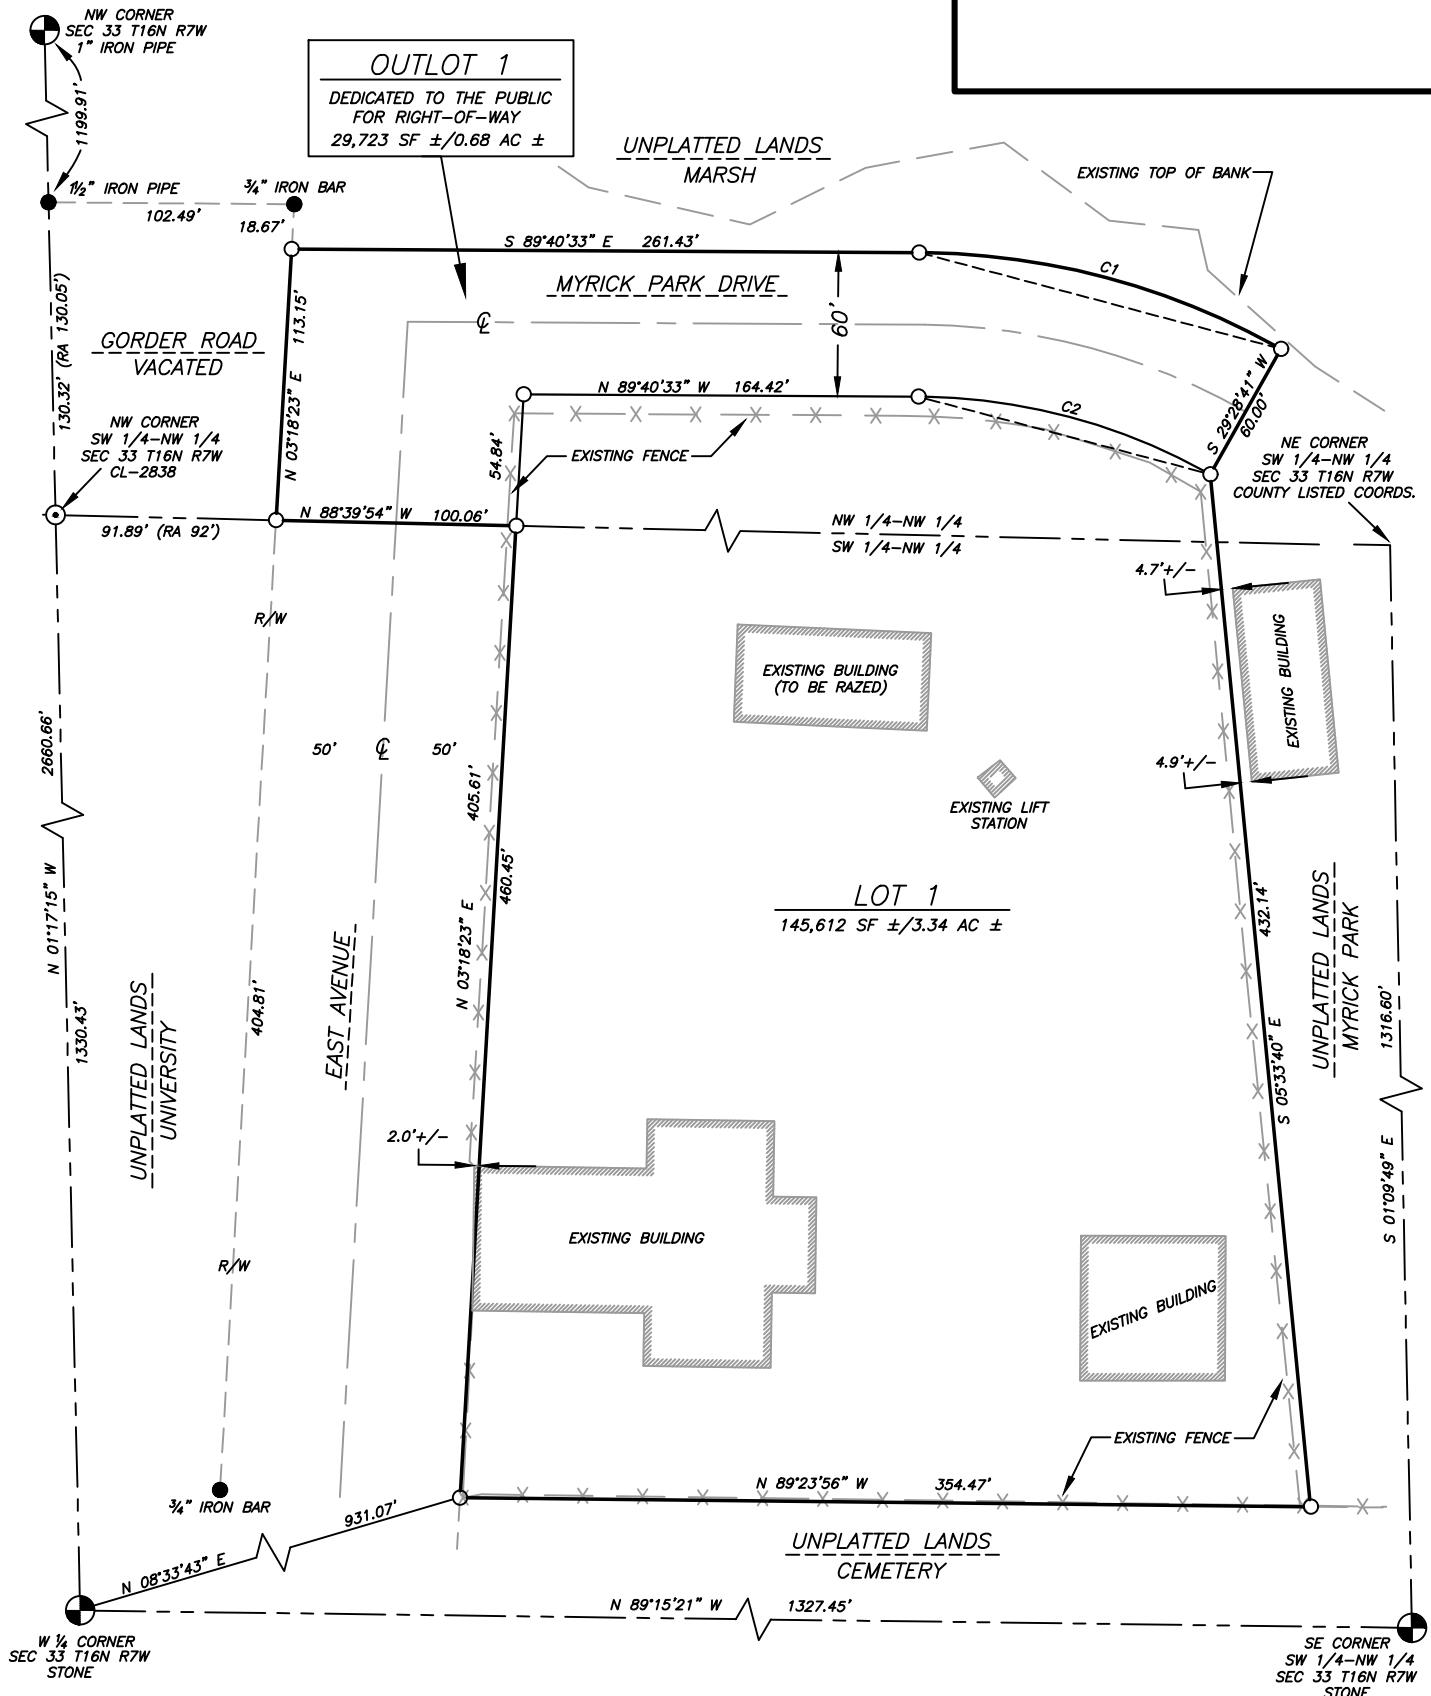 NW CORNER
SEC 33 T16N R7W
1" IRON PIPE
1199.91'
OUTLOT 1
DEDICATED TO THE PUBLIC
FOR RIGHT-OF-WAY
29,723 SF ±/0.68 AC ±
UNPLATTED LANDS
MARSH
EXISTING TOP OF BANK
1½" IRON PIPE
¾" IRON BAR
102.49'
18.67'
S 89°40'33" E 261.43'
C1
MYRICK PARK DRIVE
60'
℄
130.32' (RA 130.05')
GORDER ROAD
VACATED
N 03°18'23" E 113.15'
N 89°40'33" W 164.42'
C2
S 29°28'41" W
60.00'
NW CORNER
SW 1/4-NW 1/4
SEC 33 T16N R7W
CL-2838
54.84'
EXISTING FENCE
NE CORNER
SW 1/4-NW 1/4
SEC 33 T16N R7W
COUNTY LISTED COORDS.
91.89' (RA 92')
N 88°39'54" W 100.06'
NW 1/4-NW 1/4
SW 1/4-NW 1/4
4.7'+/-
R/W
EXISTING BUILDING
(TO BE RAZED)
EXISTING BUILDING
2660.66'
50' ℄ 50'
4.9'+/-
405.61'
EXISTING LIFT
STATION
460.45'
LOT 1
145,612 SF ±/3.34 AC ±
432.14'
UNPLATTED LANDS
MYRICK PARK
N 01°17'15" W
N 03°18'23" E
EAST AVENUE
404.81'
1330.43'
UNPLATTED LANDS
UNIVERSITY
1316.60'
S 05°33'40" E
2.0'+/-
S 01°09'49" E
EXISTING BUILDING
R/W
EXISTING BUILDING
EXISTING FENCE
N 89°23'56" W 354.47'
¾" IRON BAR
931.07'
UNPLATTED LANDS
CEMETERY
N 08°33'43" E
N 89°15'21" W 1327.45'
W ¼ CORNER
SEC 33 T16N R7W
STONE
SE CORNER
SW 1/4-NW 1/4
SEC 33 T16N R7W
STONE